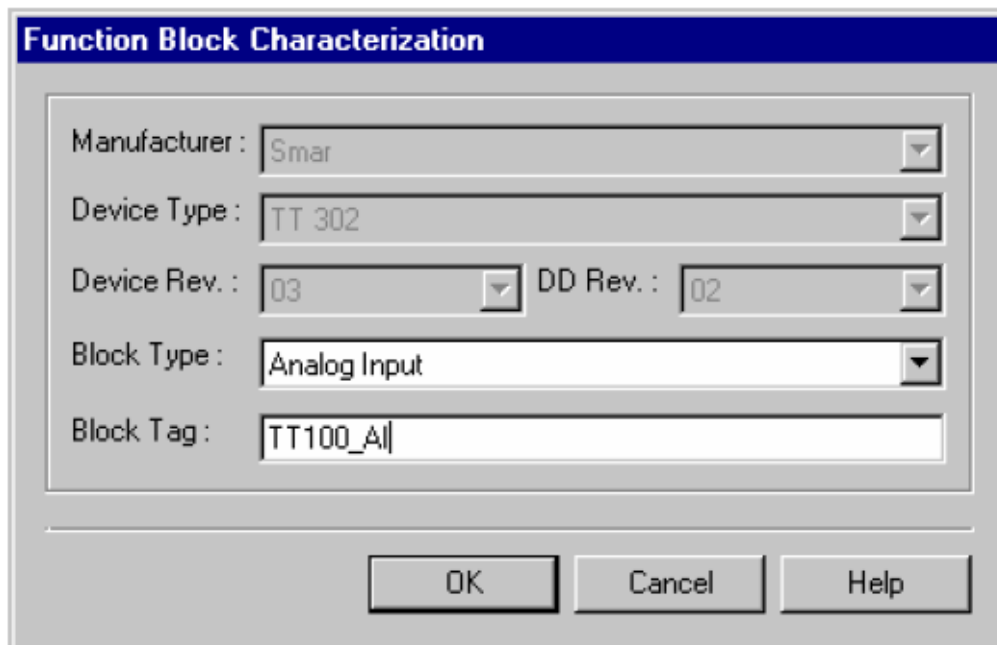 Function Block Characterization
Manufacturer : Smar
Device Type : TT 302
Device Rev. : 03 DD Rev. : 02
Block Type : Analog Input
Block Tag : TT100_AI
OK Cancel Help